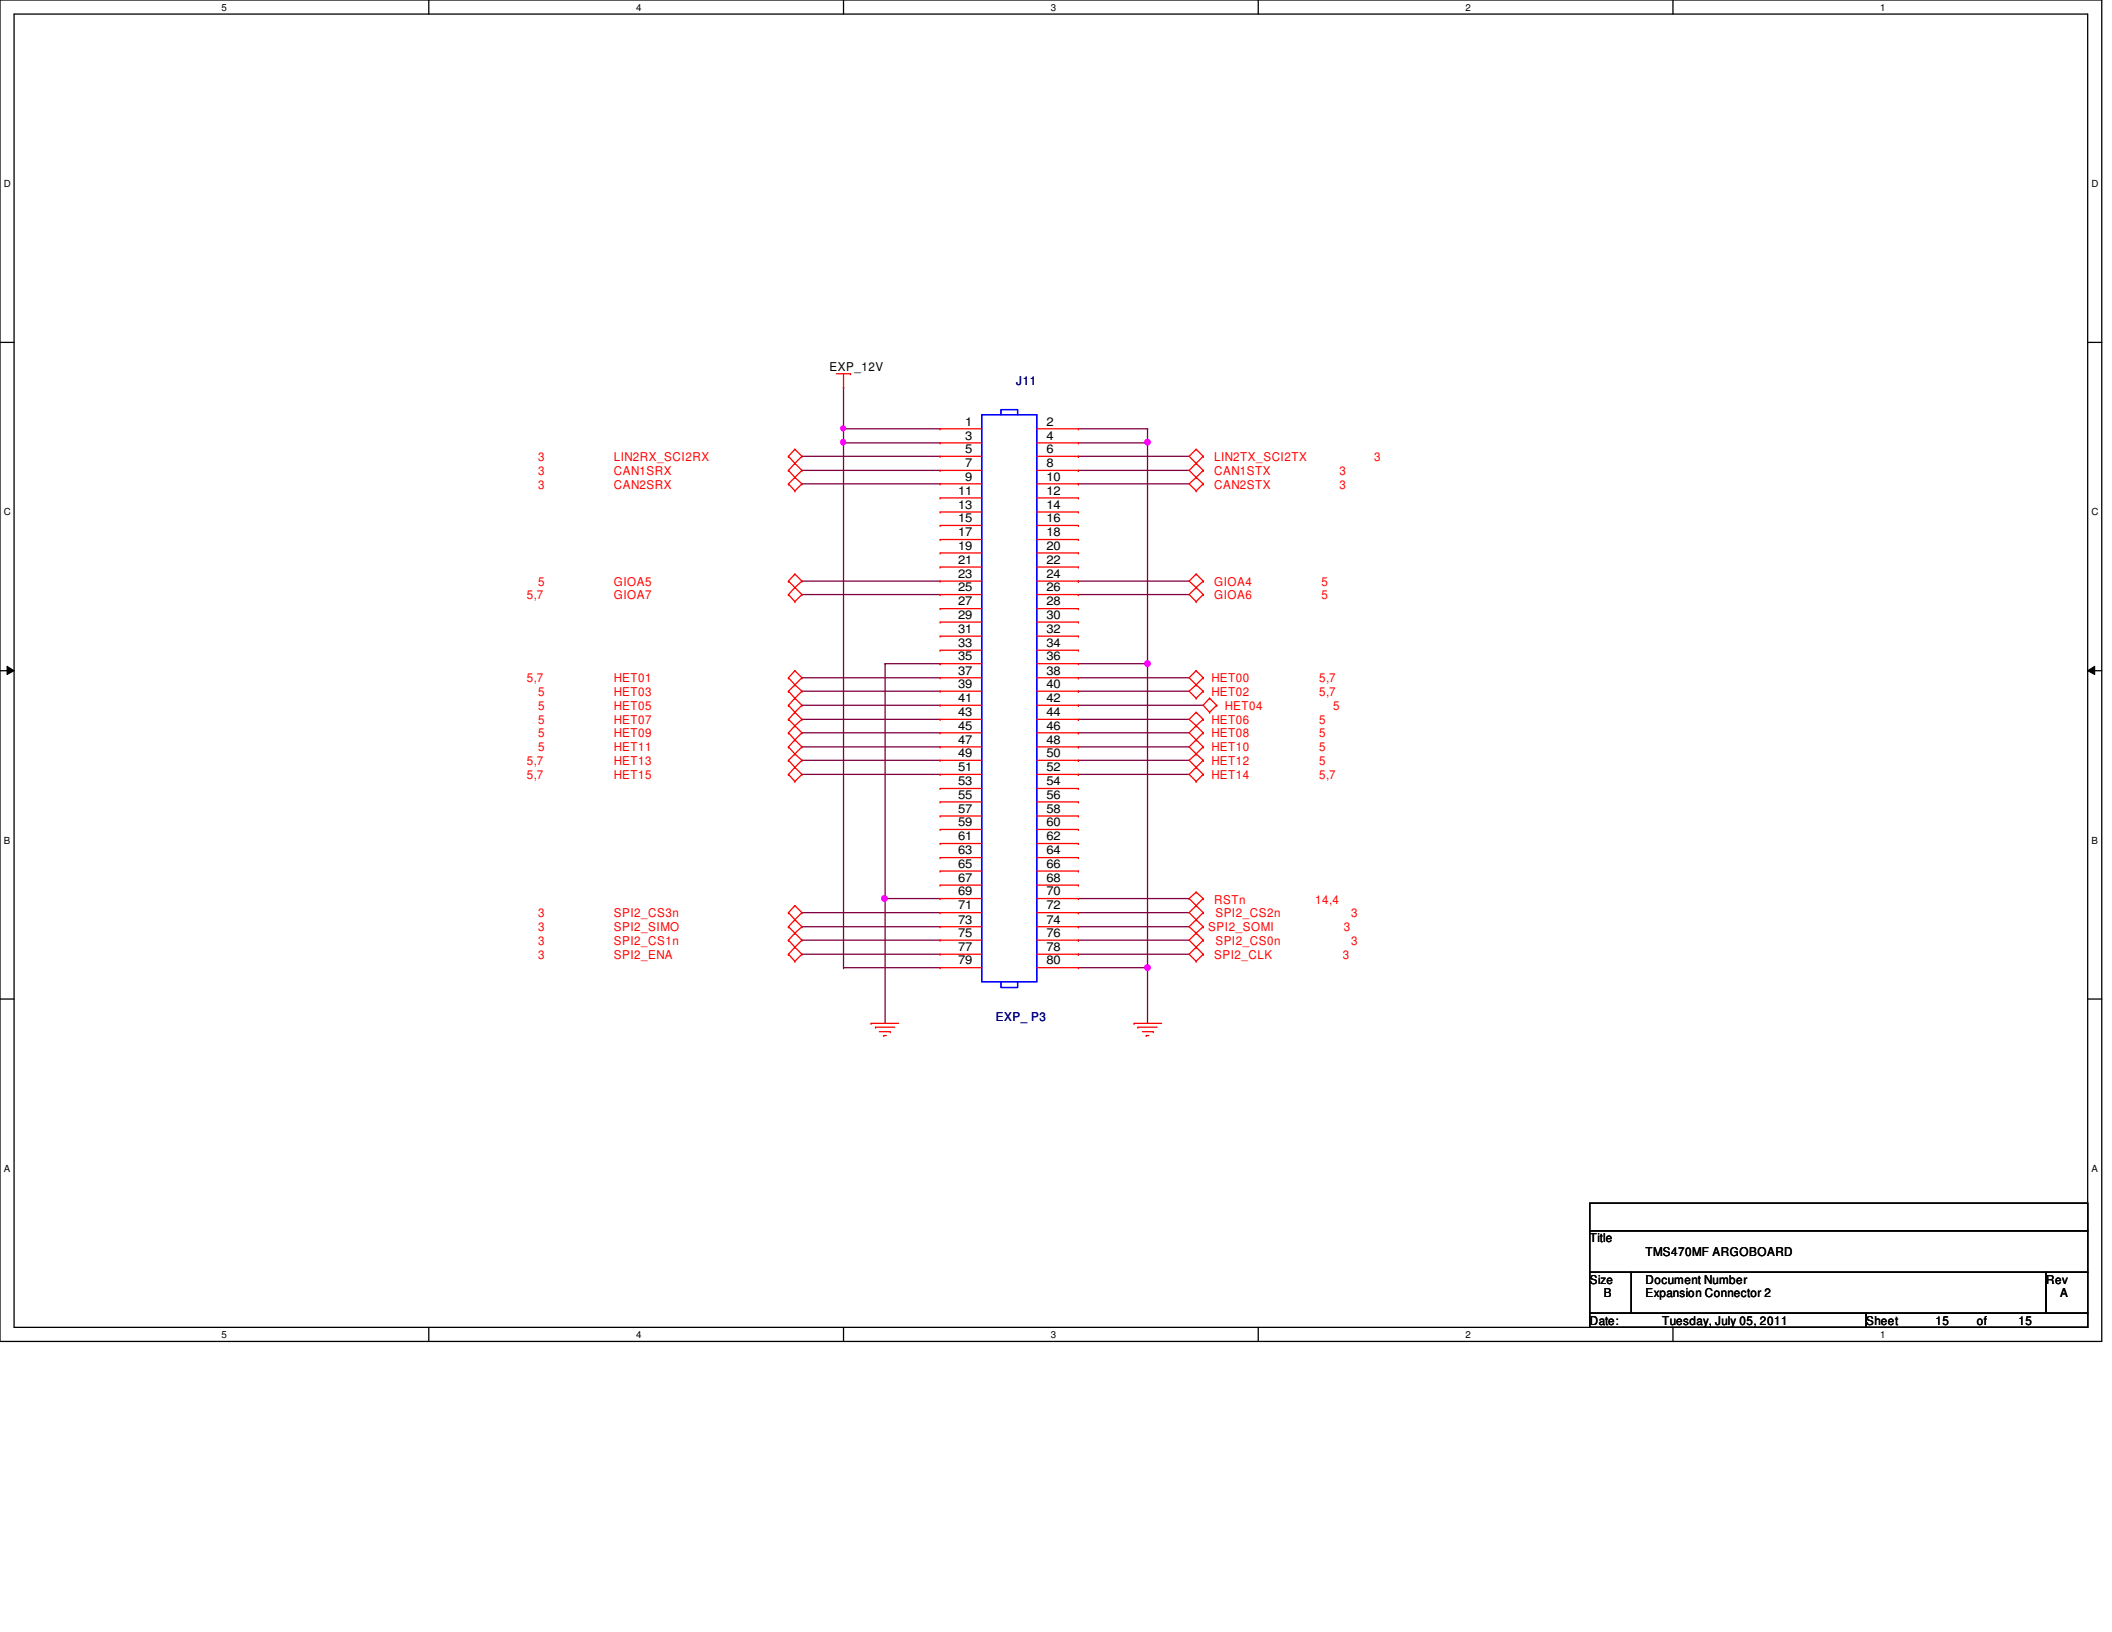 5 4 3 2 1
D D
EXP_12V
J11
1 2
3 4
3 LIN2RX_SCI2RX 5 6 LIN2TX_SCI2TX 3
3 CAN1SRX 7 8 CAN1STX 3
3 CAN2SRX 9 10 CAN2STX 3
11 12
C C
13 14
15 16
17 18
19 20
21 22
5 GIOA5 23 24 GIOA4 5
5,7 GIOA7 25 26 GIOA6 5
27 28
29 30
31 32
33 34
35 36
5,7 HET01 37 38 HET00 5,7
5 HET03 39 40 HET02 5,7
5 HET05 41 42 HET04 5
5 HET07 43 44 HET06 5
5 HET09 45 46 HET08 5
5 HET11 47 48 HET10 5
5,7 HET13 49 50 HET12 5
5,7 HET15 51 52 HET14 5,7
53 54
55 56
57 58
59 60
61 62
B B
63 64
65 66
67 68
69 70 RSTn 14,4
3 SPI2_CS3n 71 72 SPI2_CS2n 3
3 SPI2_SIMO 73 74 SPI2_SOMI 3
3 SPI2_CS1n 75 76 SPI2_CS0n 3
3 SPI2_ENA 77 78 SPI2_CLK 3
79 80
EXP_ P3
A A
Title
TMS470MF ARGOBOARD
Size Document Number Rev
B Expansion Connector 2 A
Date: Tuesday, July 05, 2011 Sheet 15 of 15
5 4 3 2 1